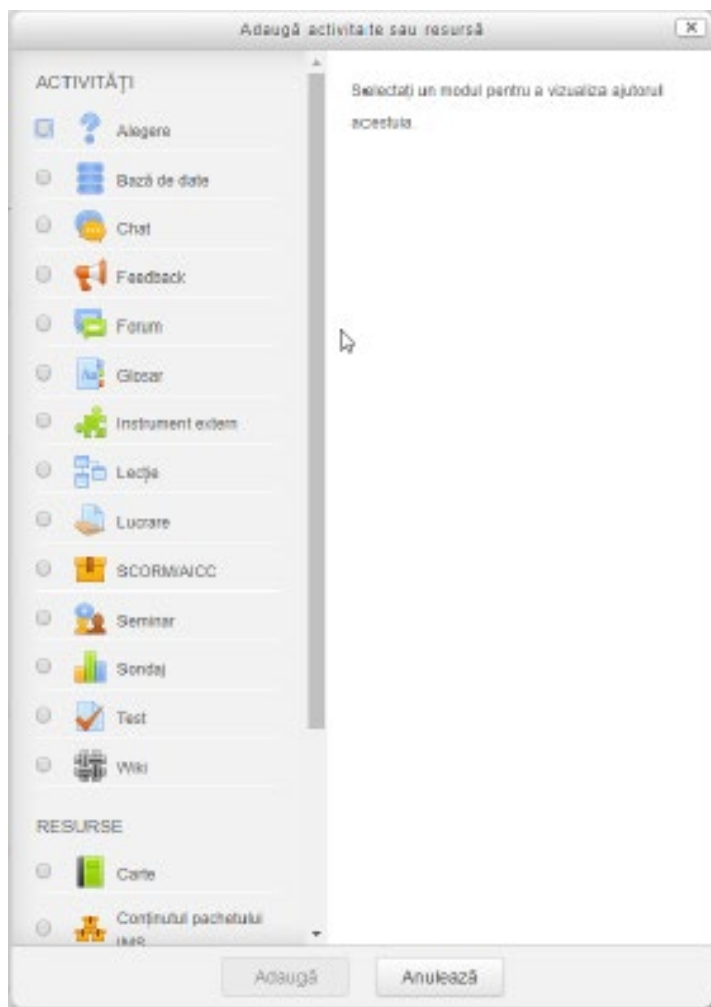 Adaugă activitate sau resursă
ACTIVITĂȚI
Selectați un modul pentru a vizualiza ajutorul
acestuia.
Alegere
Bază de date
Chat
Feedback
Forum
Glosar
Instrument extern
Lecție
Lucrare
SCORM/AICC
Seminar
Sondaj
Test
Wiki
RESURSE
Carte
Conținutul pachetului
IMS
Adaugă
Anulează